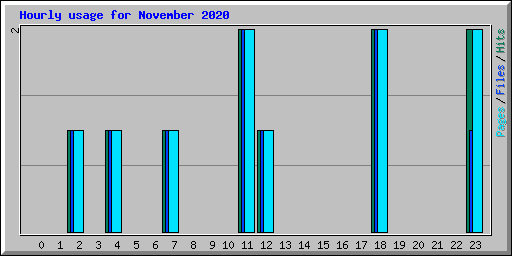 Hourly usage for November 2020
2
Pages/Files/Hits
0 1 2 3 4 5 6 7 8 9 10 11 12 13 14 15 16 17 18 19 20 21 22 23